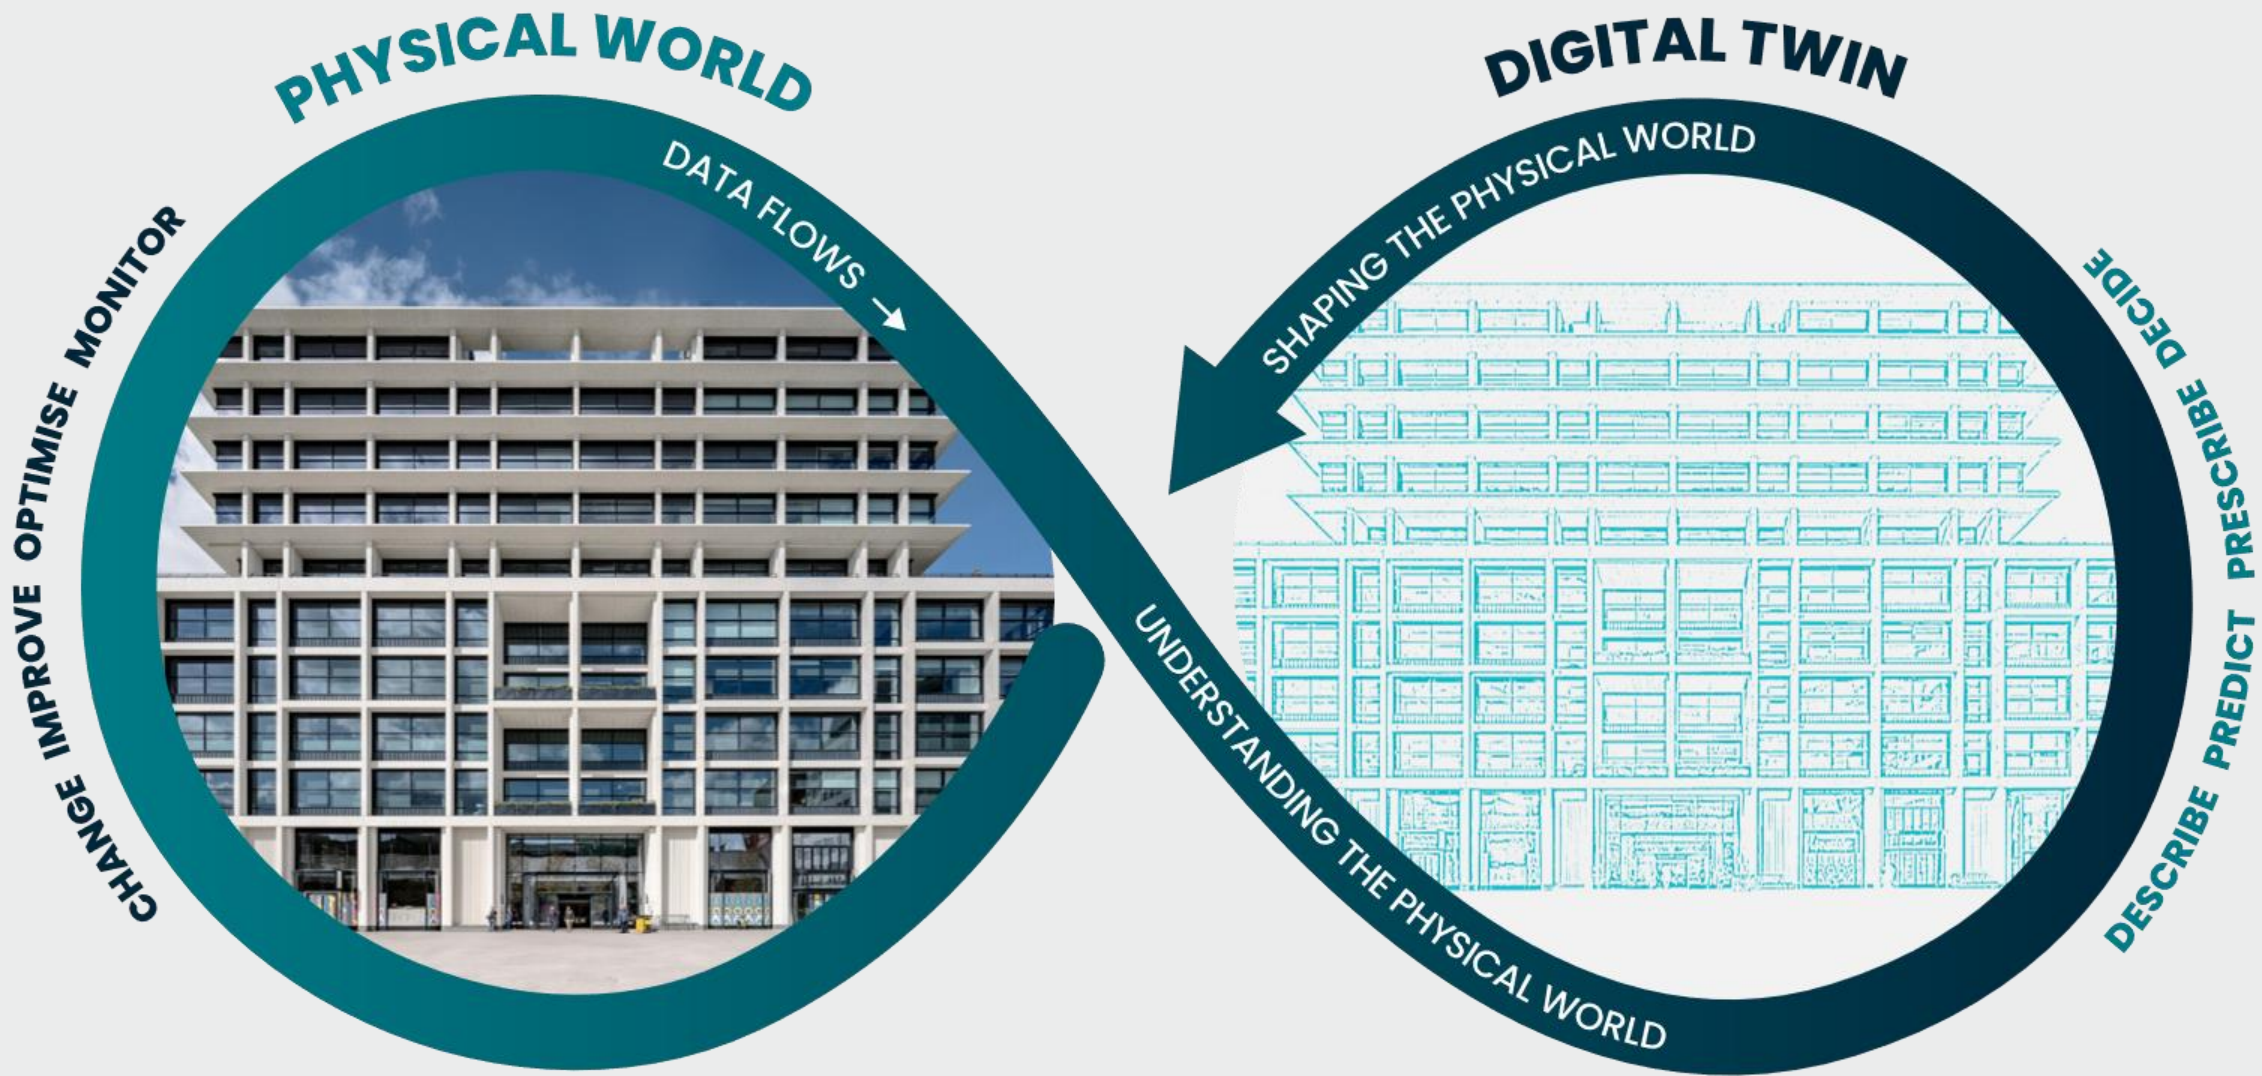 PHYSICAL WORLD
DIGITAL TWIN
DATA FLOWS →
SHAPING THE PHYSICAL WORLD
UNDERSTANDING THE PHYSICAL WORLD
CHANGE IMPROVE OPTIMISE MONITOR
DESCRIBE PREDICT PRESCRIBE DECIDE